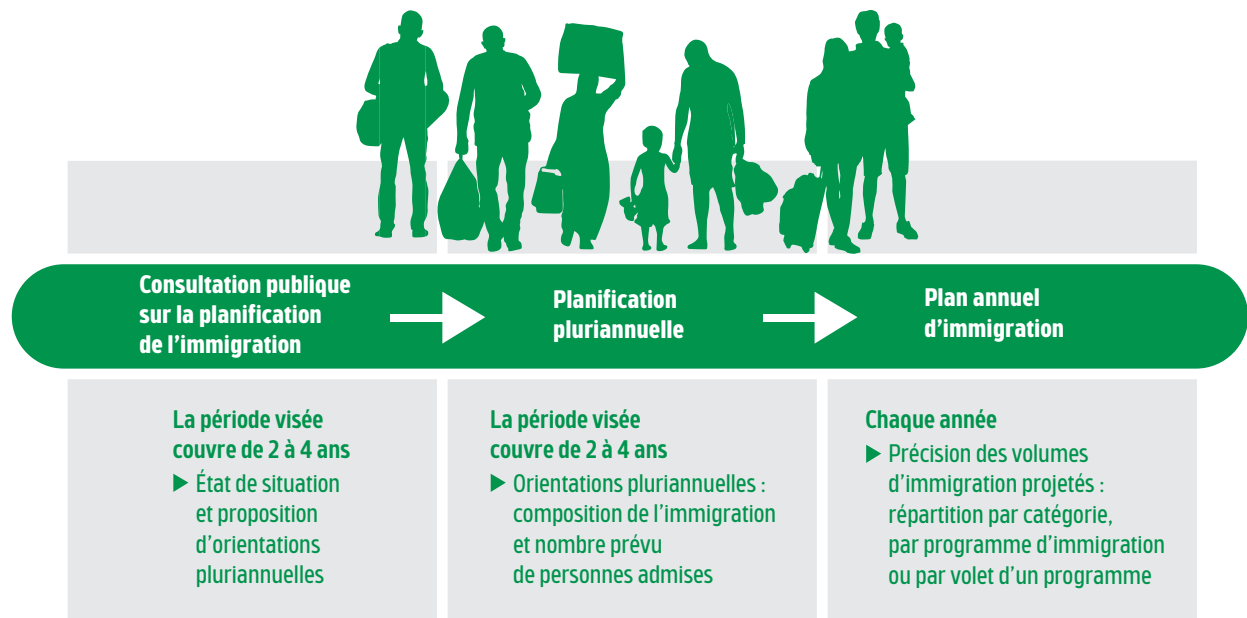 Consultation publique
sur la planification
de l'immigration
Planification
pluriannuelle
Plan annuel
d'immigration
La période visée
couvre de 2 à 4 ans
▶ État de situation
et proposition
d'orientations
pluriannuelles
La période visée
couvre de 2 à 4 ans
▶ Orientations pluriannuelles :
composition de l'immigration
et nombre prévu
de personnes admises
Chaque année
▶ Précision des volumes
d'immigration projetés :
répartition par catégorie,
par programme d'immigration
ou par volet d'un programme